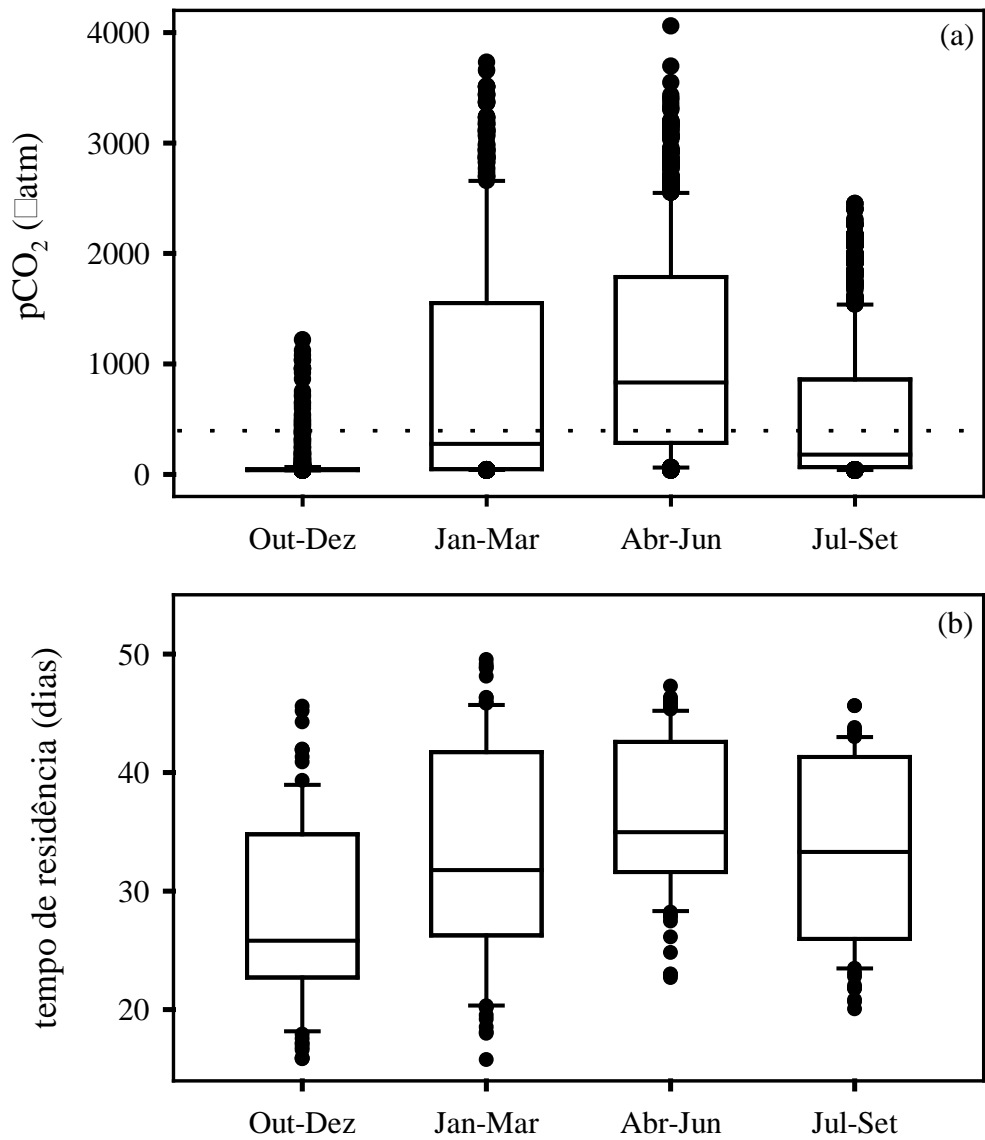 (a)
4000
3000
2000
1000
0
pCO₂ (□atm)
Out-Dez Jan-Mar Abr-Jun Jul-Set
(b)
50
40
30
20
tempo de residência (dias)
Out-Dez Jan-Mar Abr-Jun Jul-Set